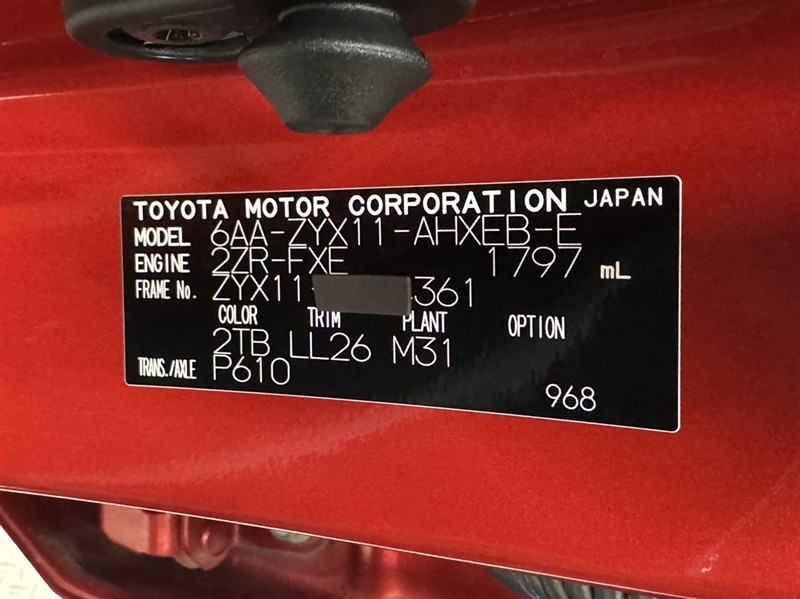 TOYOTA MOTOR CORPORATION JAPAN
MODEL 6AA-ZYX11-AHXEB-E
ENGINE 2ZR-FXE 1797 mL
FRAME No. ZYX11- 361
COLOR TRIM PLANT OPTION
2TB LL26 M31
TRANS./AXLE P610
968